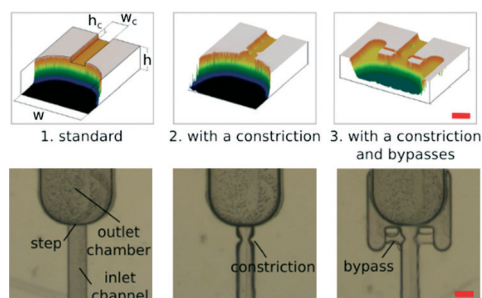 h_c w_c
h
w
1. standard
2. with a constriction
3. with a constriction
and bypasses
step
outlet
chamber
inlet
channel
constriction
bypass